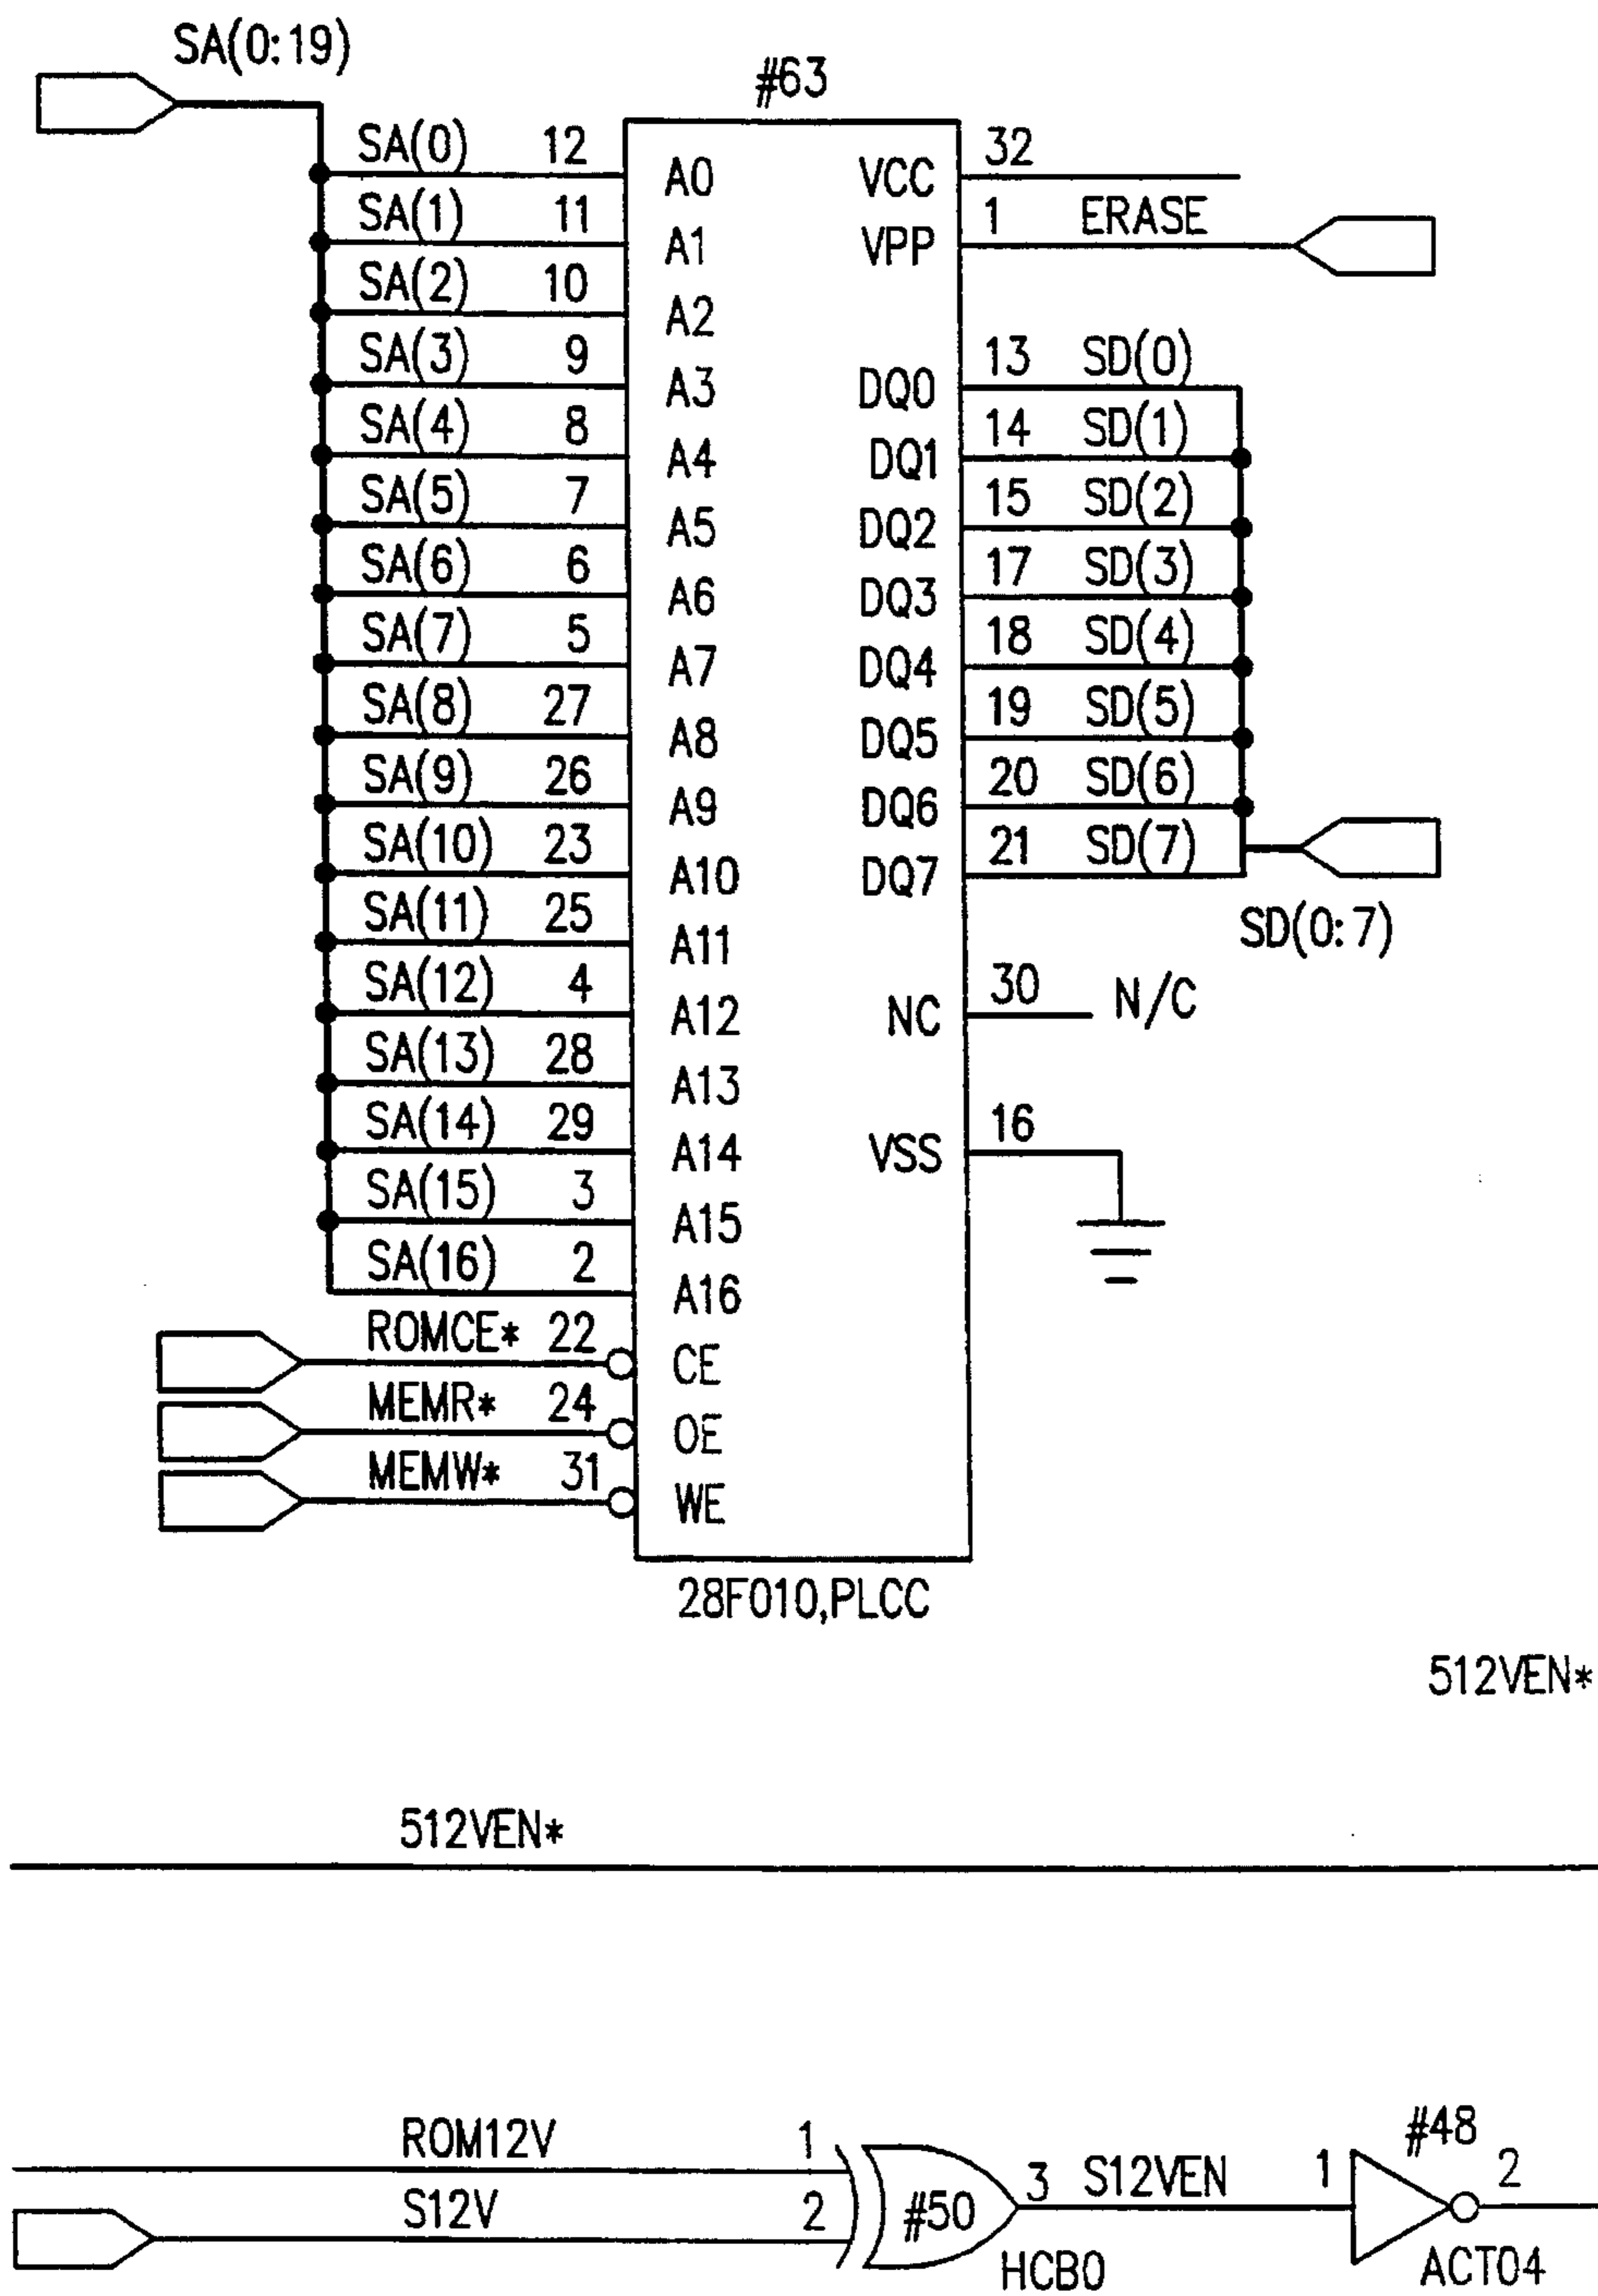 SA(0:19)
#63
SA(0) 12 A0 VCC 32
SA(1) 11 A1 VPP 1 ERASE
SA(2) 10 A2
SA(3) 9 A3 DQ0 13 SD(0)
SA(4) 8 A4 DQ1 14 SD(1)
SA(5) 7 A5 DQ2 15 SD(2)
SA(6) 6 A6 DQ3 17 SD(3)
SA(7) 5 A7 DQ4 18 SD(4)
SA(8) 27 A8 DQ5 19 SD(5)
SA(9) 26 A9 DQ6 20 SD(6)
SA(10) 23 A10 DQ7 21 SD(7)
SA(11) 25 A11 SD(0:7)
SA(12) 4 A12 NC 30 N/C
SA(13) 28 A13
SA(14) 29 A14 VSS 16
SA(15) 3 A15
SA(16) 2 A16
ROMCE* 22 CE
MEMR* 24 OE
MEMW* 31 WE
28F010,PLCC
512VEN*
512VEN*
ROM12V 1
S12V 2 #50 3 S12VEN 1 #48 2
HCB0 ACT04